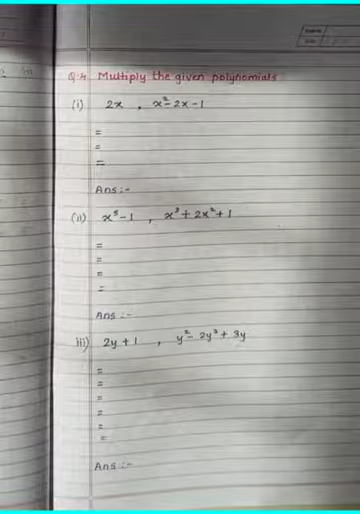 Q:4 Multiply the given polynomials
(i) 2x , x²-2x-1
=
=
=
Ans:-
(ii) x⁵-1 , x³+2x²+1
=
=
=
=
Ans:-
iii) 2y+1 , y²-2y³+3y
=
=
=
=
=
=
Ans:-